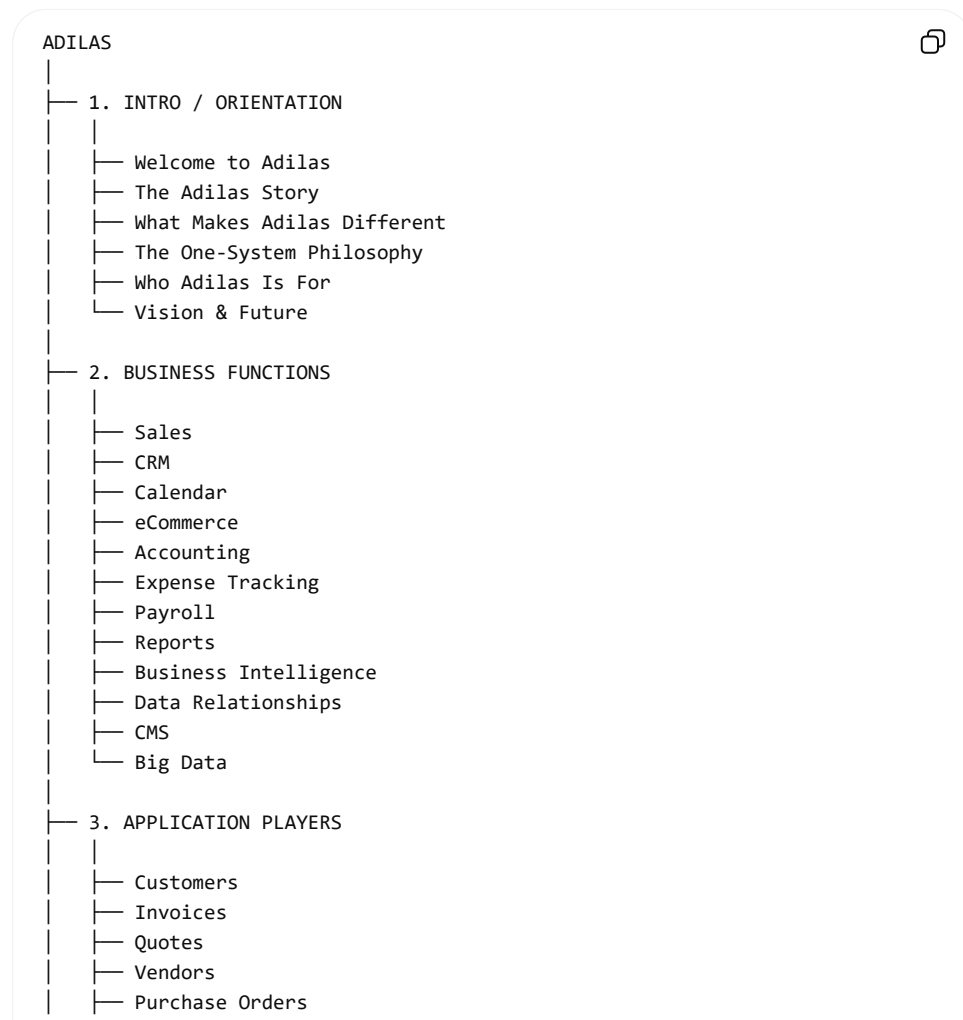 ADILAS
│
├── 1. INTRO / ORIENTATION
│   │
│   ├── Welcome to Adilas
│   ├── The Adilas Story
│   ├── What Makes Adilas Different
│   ├── The One-System Philosophy
│   ├── Who Adilas Is For
│   └── Vision & Future
│
├── 2. BUSINESS FUNCTIONS
│   │
│   ├── Sales
│   ├── CRM
│   ├── Calendar
│   ├── eCommerce
│   ├── Accounting
│   ├── Expense Tracking
│   ├── Payroll
│   ├── Reports
│   ├── Business Intelligence
│   ├── Data Relationships
│   ├── CMS
│   └── Big Data
│
├── 3. APPLICATION PLAYERS
│   │
│   ├── Customers
│   ├── Invoices
│   ├── Quotes
│   ├── Vendors
│   ├── Purchase Orders